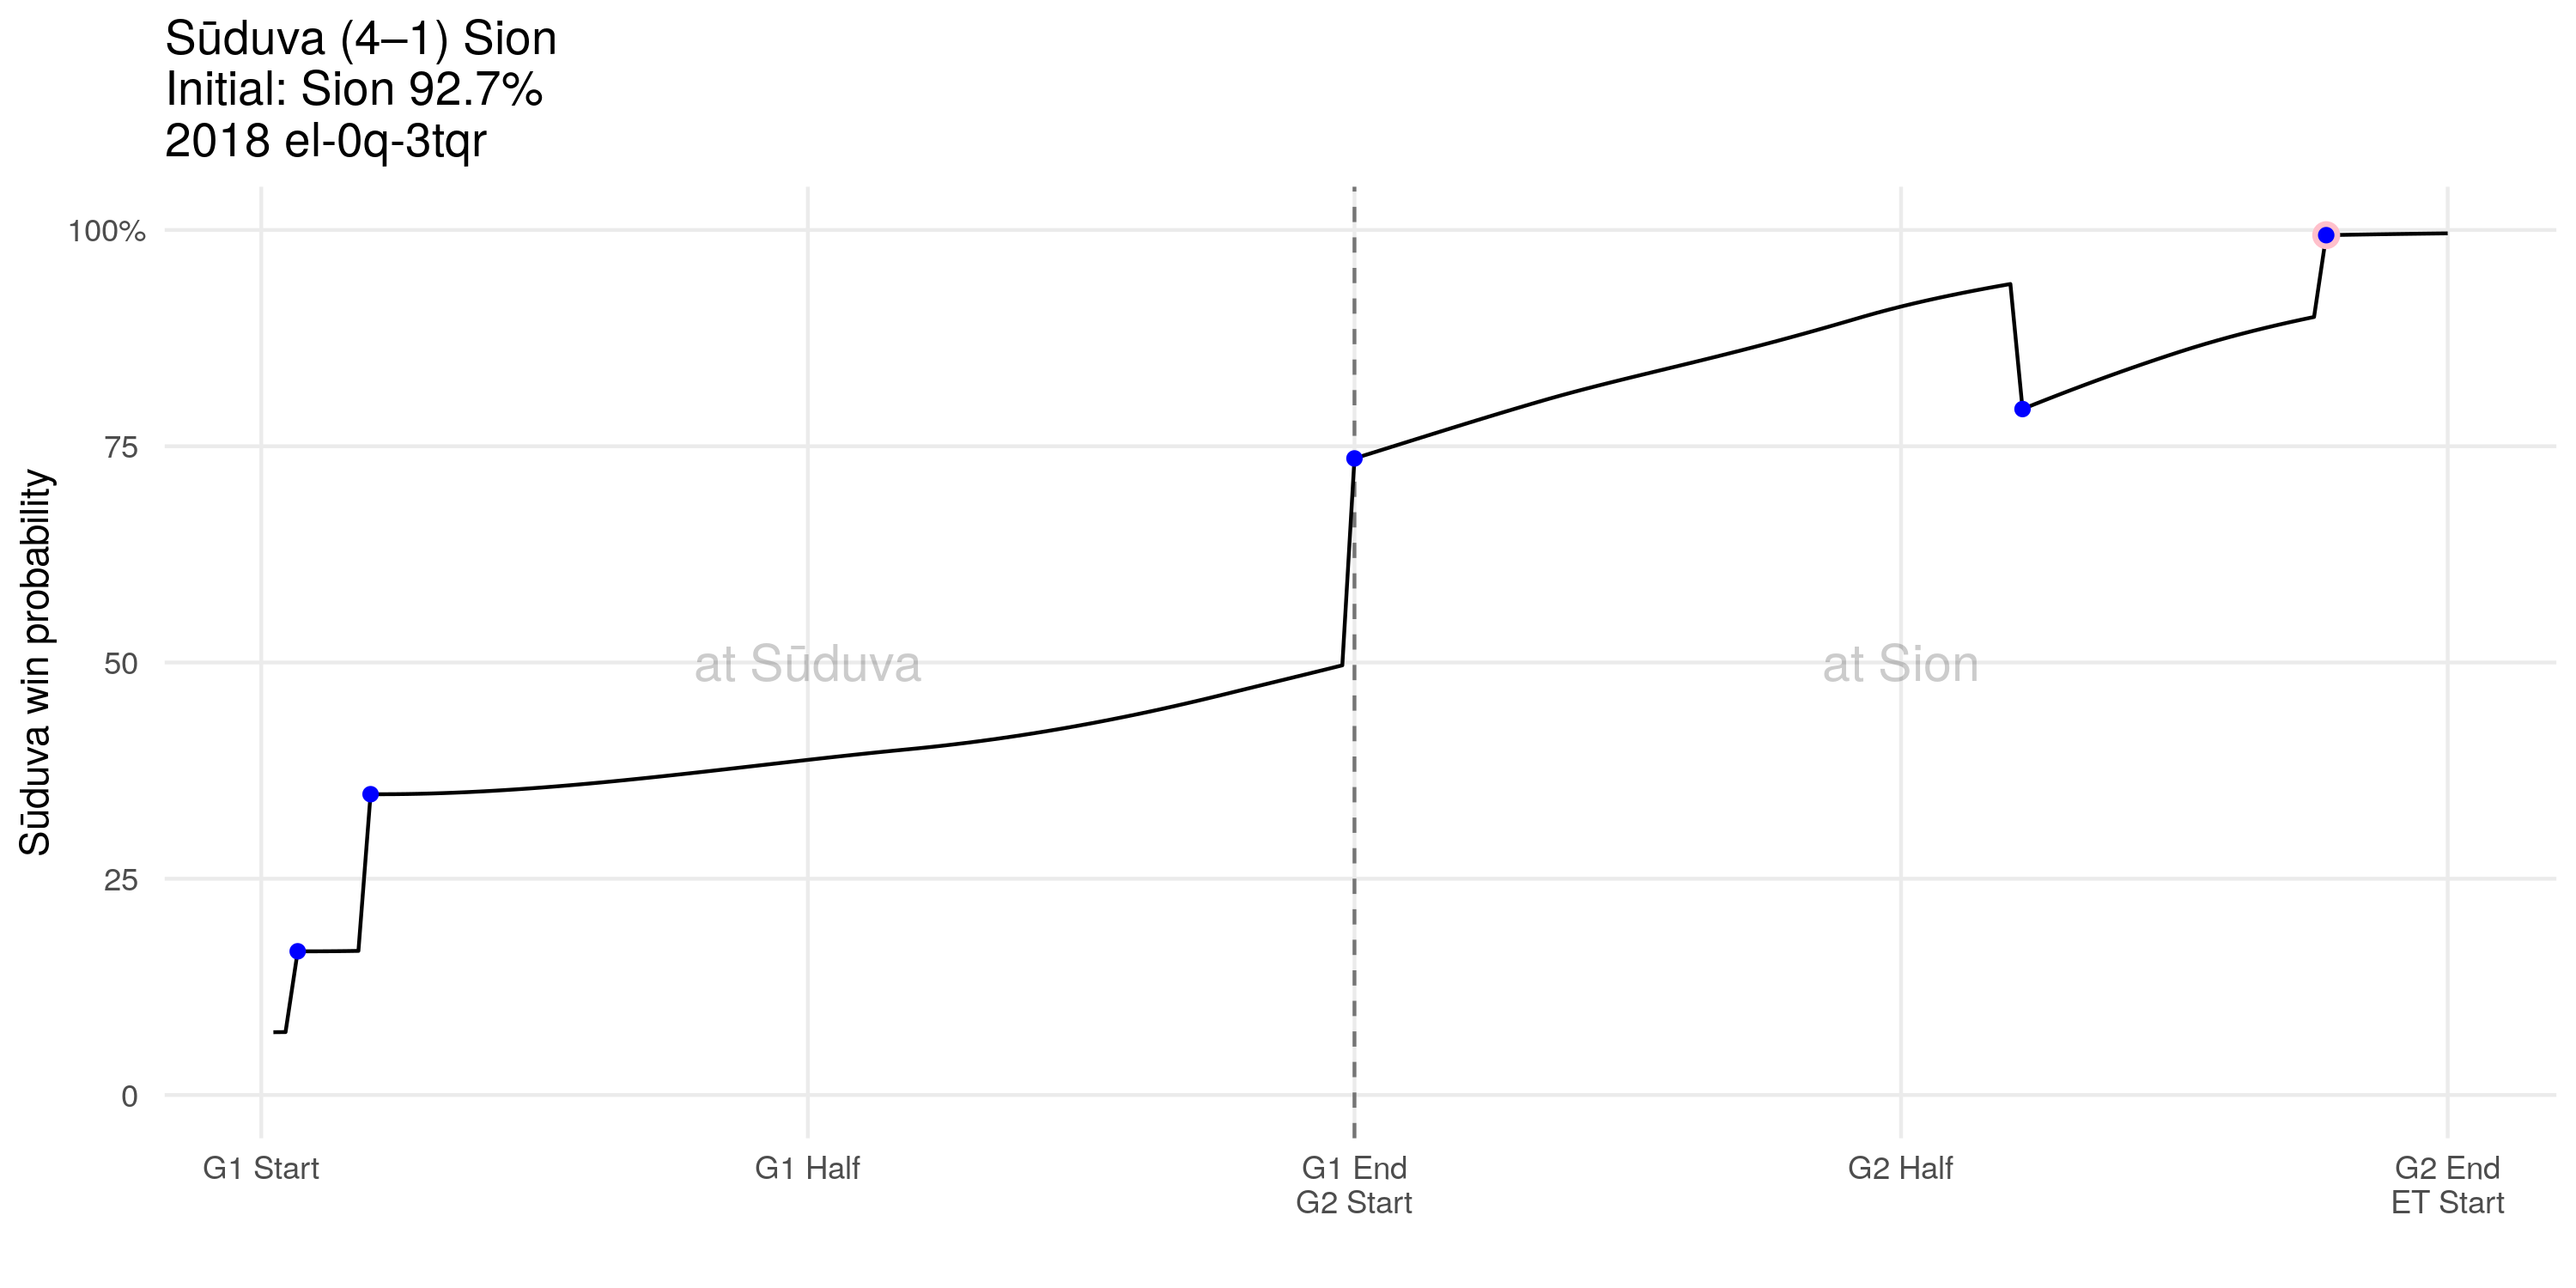 Sūduva (4–1) Sion
Initial: Sion 92.7%
2018 el-0q-3tqr
Sūduva win probability
100%
75
50
25
0
at Sūduva
at Sion
G1 Start
G1 Half
G1 End
G2 Start
G2 Half
G2 End
ET Start